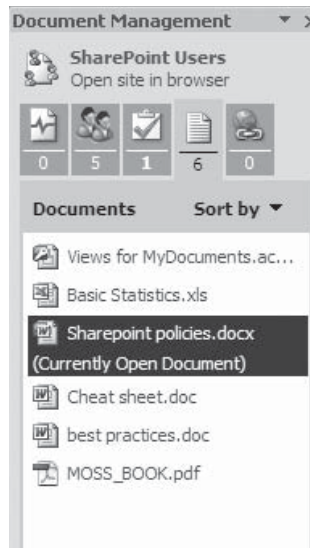 Document Management
SharePoint Users
Open site in browser
0 5 1 6 0
Documents Sort by
Views for MyDocuments.ac...
Basic Statistics.xls
Sharepoint policies.docx
(Currently Open Document)
Cheat sheet.doc
best practices.doc
MOSS_BOOK.pdf